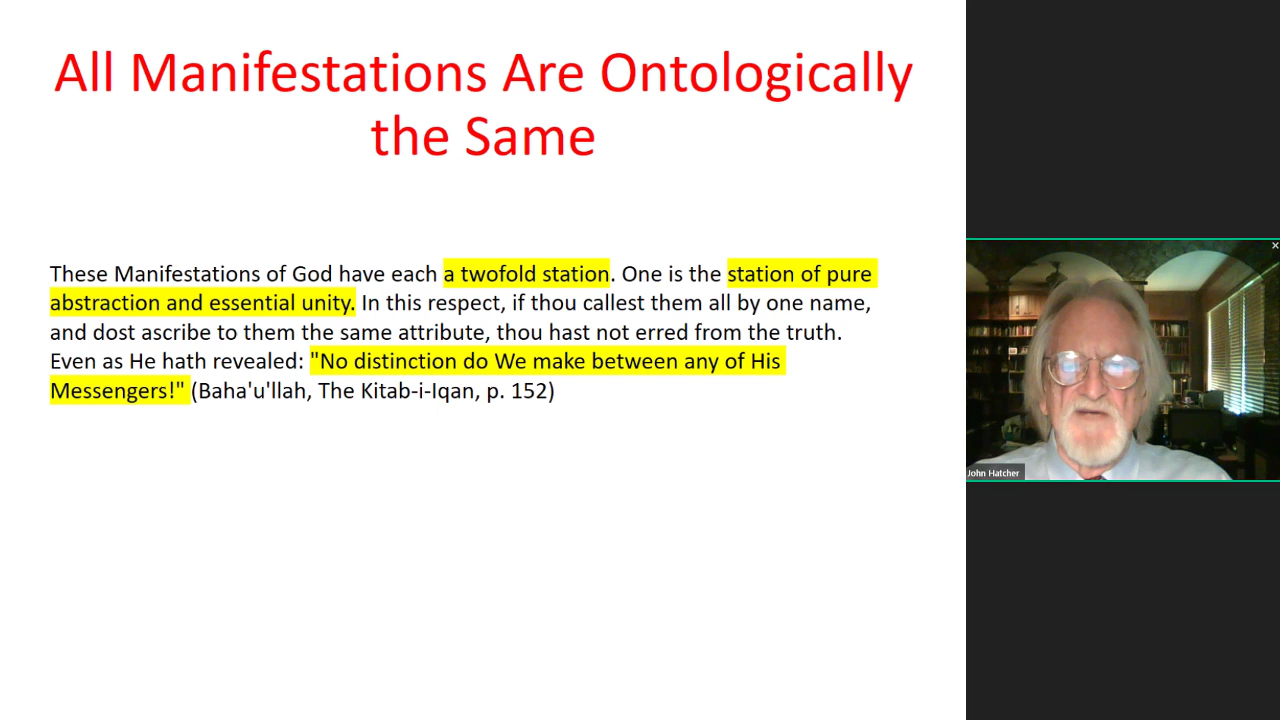 All Manifestations Are Ontologically
the Same
These Manifestations of God have each a twofold station. One is the station of pure
abstraction and essential unity. In this respect, if thou callest them all by one name,
and dost ascribe to them the same attribute, thou hast not erred from the truth.
Even as He hath revealed: "No distinction do We make between any of His
Messengers!" (Baha'u'llah, The Kitab-i-Iqan, p. 152)
John Hatcher